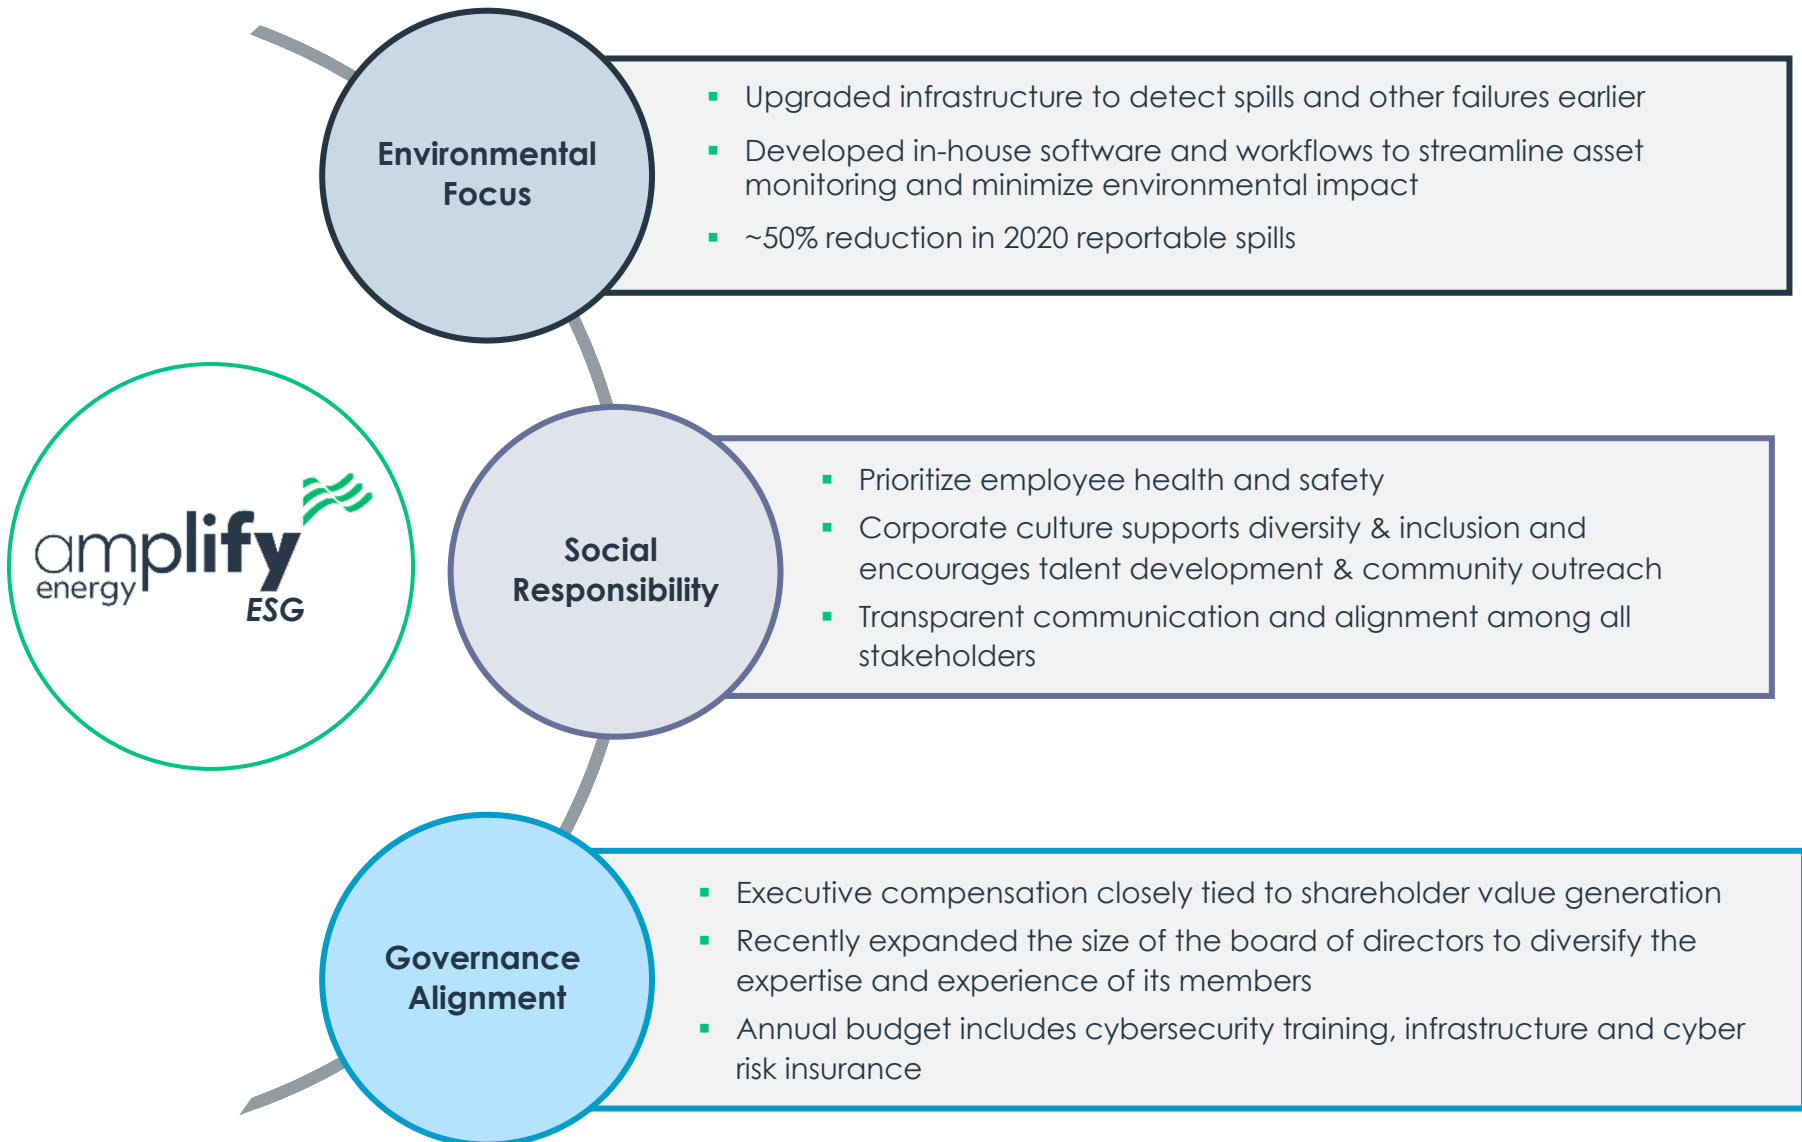 Environmental
Focus
▪ Upgraded infrastructure to detect spills and other failures earlier
▪ Developed in-house software and workflows to streamline asset
monitoring and minimize environmental impact
▪ ~50% reduction in 2020 reportable spills
amplify
energy
ESG
Social
Responsibility
▪ Prioritize employee health and safety
▪ Corporate culture supports diversity & inclusion and
encourages talent development & community outreach
▪ Transparent communication and alignment among all
stakeholders
Governance
Alignment
▪ Executive compensation closely tied to shareholder value generation
▪ Recently expanded the size of the board of directors to diversify the
expertise and experience of its members
▪ Annual budget includes cybersecurity training, infrastructure and cyber
risk insurance